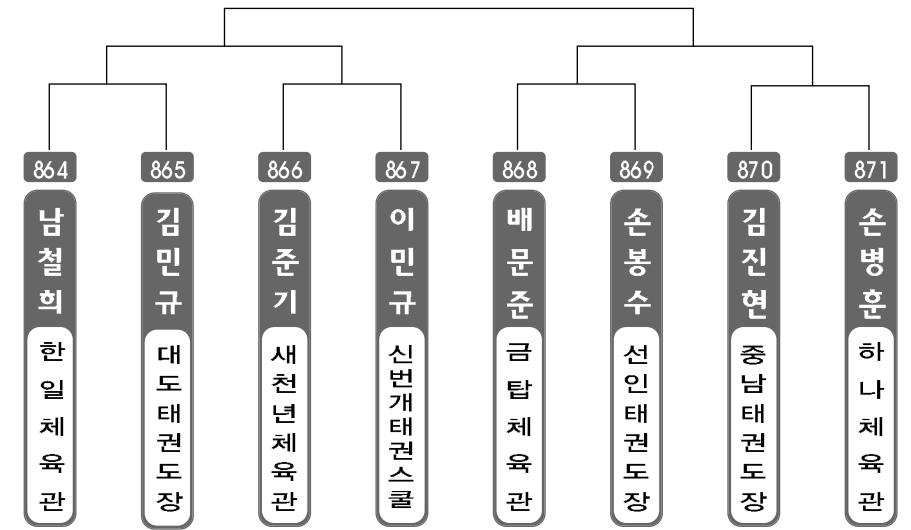 864
남철희
한일체육관
865
김민규
대도태권도장
866
김준기
새천년체육관
867
이민규
신번개태권스쿨
868
배문준
금탑체육관
869
손봉수
선인태권도장
870
김진현
중남태권도장
871
손병훈
하나체육관